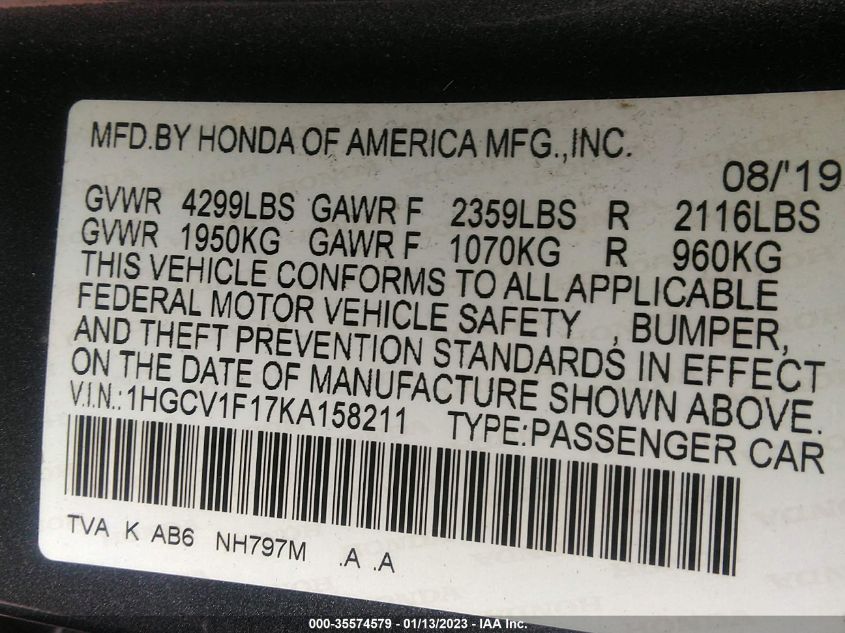 MFD.BY HONDA OF AMERICA MFG.,INC.
08/'19
GVWR 4299LBS GAWR F 2359LBS R 2116LBS
GVWR 1950KG GAWR F 1070KG R 960KG
THIS VEHICLE CONFORMS TO ALL APPLICABLE
FEDERAL MOTOR VEHICLE SAFETY , BUMPER,
AND THEFT PREVENTION STANDARDS IN EFFECT
ON THE DATE OF MANUFACTURE SHOWN ABOVE.
V.I.N.:1HGCV1F17KA158211 TYPE:PASSENGER CAR
TVA K AB6 NH797M .A .A
000-35574579 - 01/13/2023 - IAA Inc.